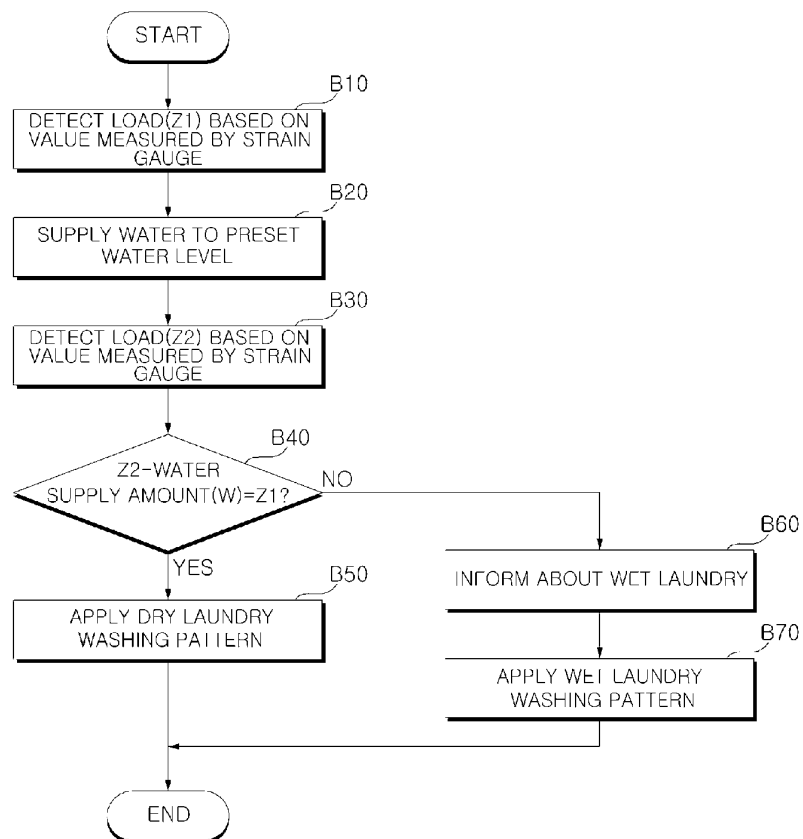 START
B10
DETECT LOAD(Z1) BASED ON
VALUE MEASURED BY STRAIN
GAUGE
B20
SUPPLY WATER TO PRESET
WATER LEVEL
B30
DETECT LOAD(Z2) BASED ON
VALUE MEASURED BY STRAIN
GAUGE
B40
Z2-WATER
SUPPLY AMOUNT(W)=Z1?
NO
YES
B50
APPLY DRY LAUNDRY
WASHING PATTERN
B60
INFORM ABOUT WET LAUNDRY
B70
APPLY WET LAUNDRY
WASHING PATTERN
END